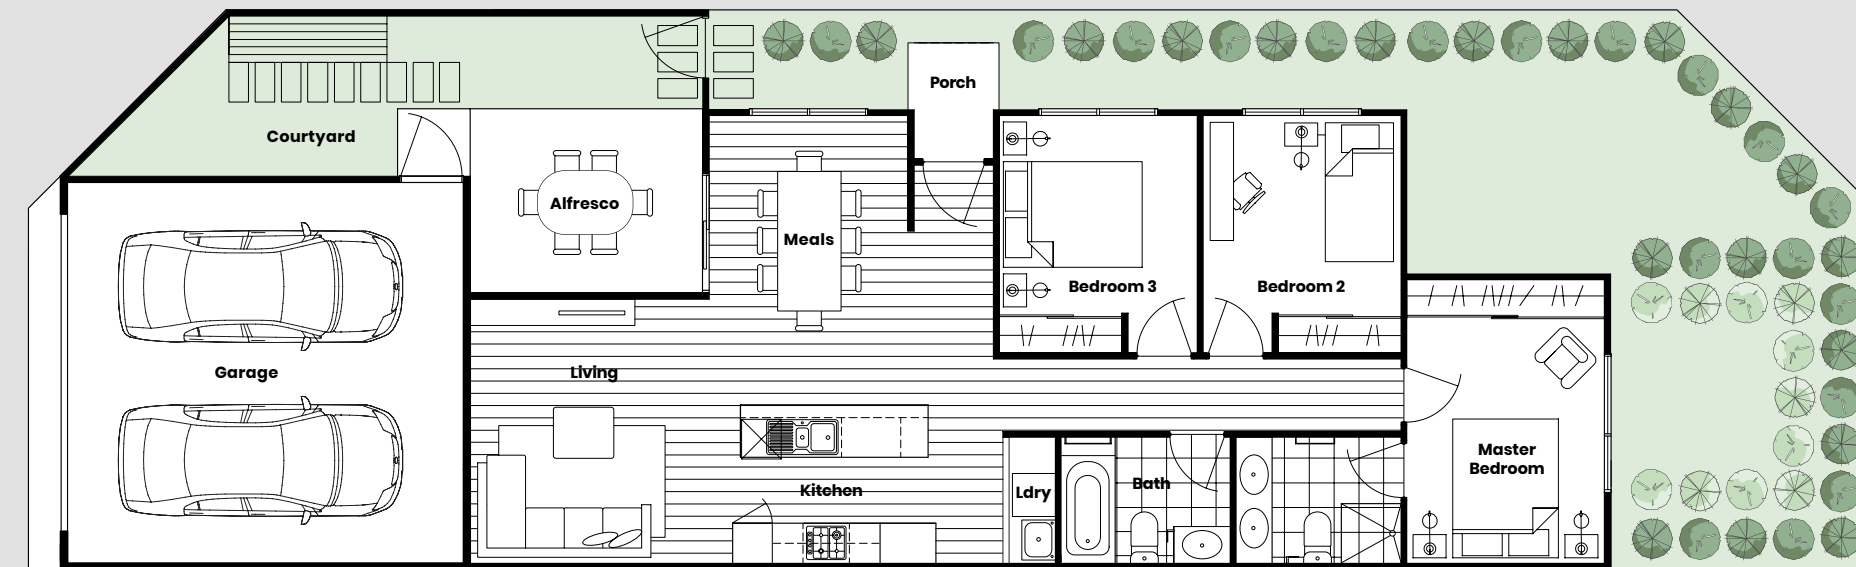 Porch
Courtyard
Alfresco
Meals
Bedroom 3
Bedroom 2
Garage
Living
Master
Bedroom
Kitchen
Ldry
Bath